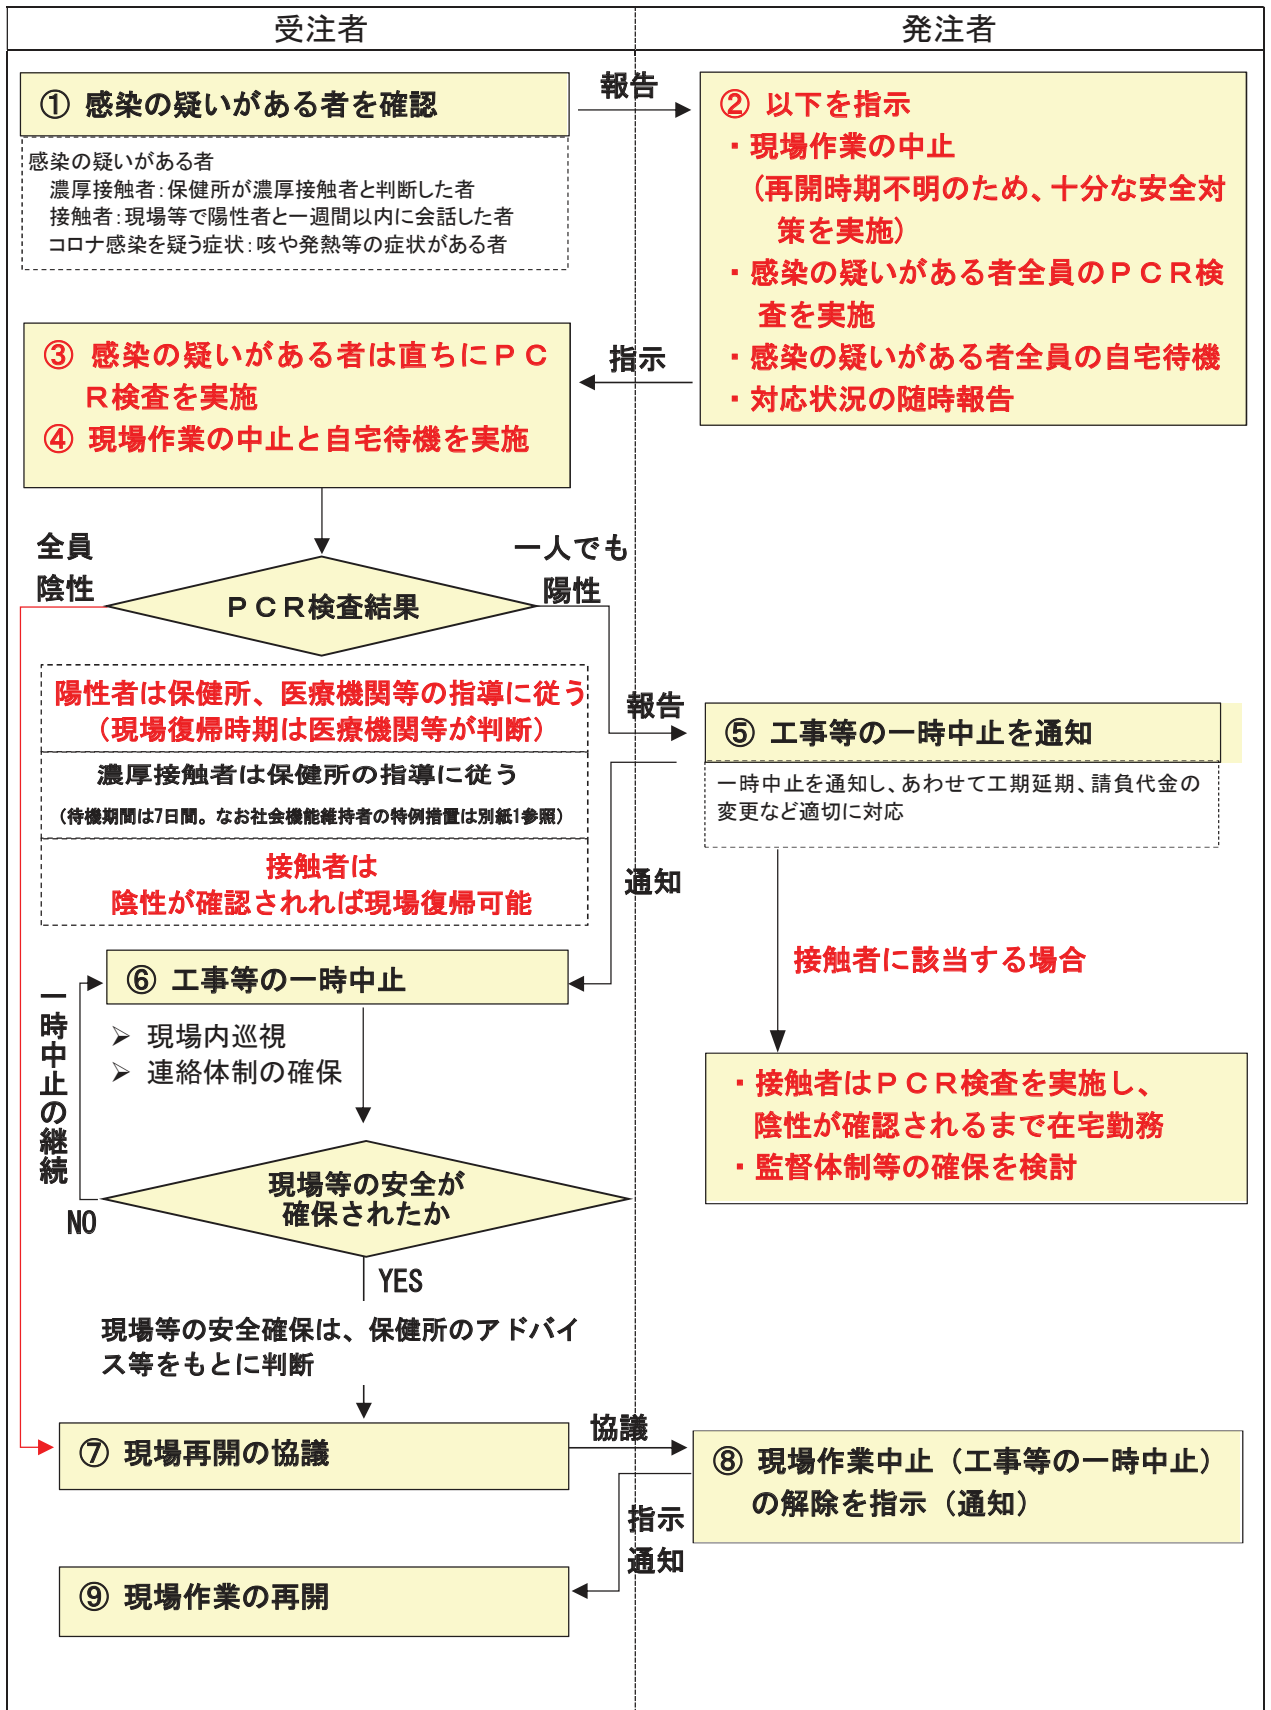 受注者
発注者
① 感染の疑いがある者を確認
報告
感染の疑いがある者
濃厚接触者：保健所が濃厚接触者と判断した者
接触者：現場等で陽性者と一週間以内に会話した者
コロナ感染を疑う症状：咳や発熱等の症状がある者
② 以下を指示
・現場作業の中止
（再開時期不明のため、十分な安全対
策を実施）
・感染の疑いがある者全員のＰＣＲ検
査を実施
・感染の疑いがある者全員の自宅待機
・対応状況の随時報告
指示
③ 感染の疑いがある者は直ちにＰＣ
Ｒ検査を実施
④ 現場作業の中止と自宅待機を実施
全員
陰性
一人でも
陽性
ＰＣＲ検査結果
陽性者は保健所、医療機関等の指導に従う
（現場復帰時期は医療機関等が判断）
濃厚接触者は保健所の指導に従う
（待機期間は7日間。なお社会機能維持者の特例措置は別紙1参照）
接触者は
陰性が確認されれば現場復帰可能
報告
⑤ 工事等の一時中止を通知
一時中止を通知し、あわせて工期延期、請負代金の
変更など適切に対応
通知
接触者に該当する場合
⑥ 工事等の一時中止
➢ 現場内巡視
➢ 連絡体制の確保
一時中止の継続
・接触者はＰＣＲ検査を実施し、
陰性が確認されるまで在宅勤務
・監督体制等の確保を検討
現場等の安全が
確保されたか
NO
YES
現場等の安全確保は、保健所のアドバイ
ス等をもとに判断
⑦ 現場再開の協議
協議
⑧ 現場作業中止（工事等の一時中止）
の解除を指示（通知）
指示
通知
⑨ 現場作業の再開